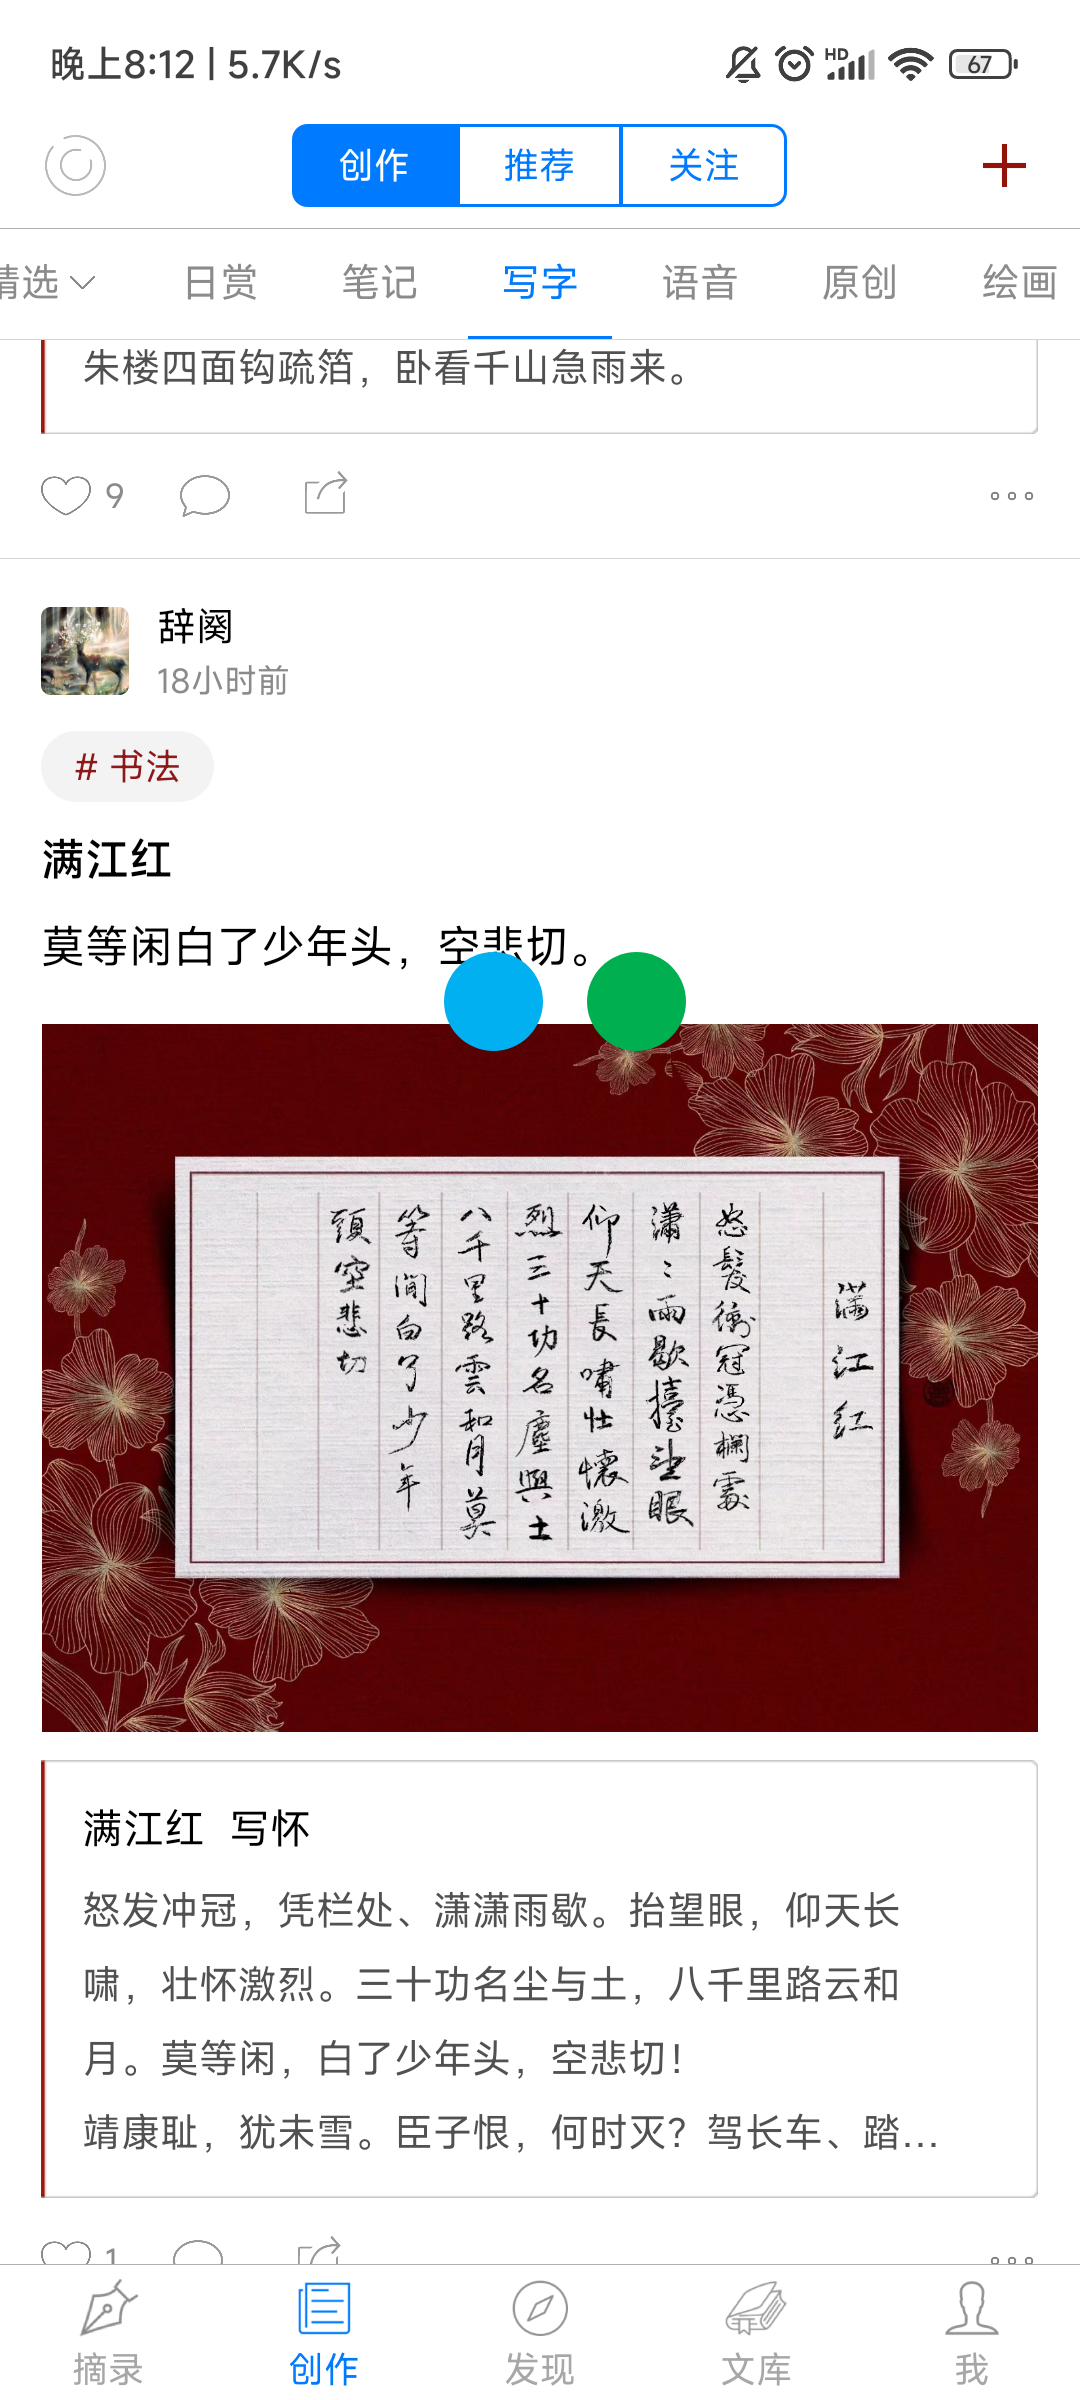 晚上8:12 | 5.7K/s
HD
67
创作
推荐
关注
精选
日赏
笔记
写字
语音
原创
绘画
朱楼四面钩疏箔，卧看千山急雨来。
9
辞阕
18小时前
# 书法
满江红
莫等闲白了少年头，空悲切。
满江红
怒髮衝冠憑欄處
潇〻雨歇擡望眼
仰天長嘯壮懷激
烈三十功名塵與土
八千里路雲和月莫
等閒白了少年
頭空悲切
满江红 写怀
怒发冲冠，凭栏处、潇潇雨歇。抬望眼，仰天长
啸，壮怀激烈。三十功名尘与土，八千里路云和
月。莫等闲，白了少年头，空悲切！
靖康耻，犹未雪。臣子恨，何时灭？驾长车、踏...
1
摘录
创作
发现
文库
我